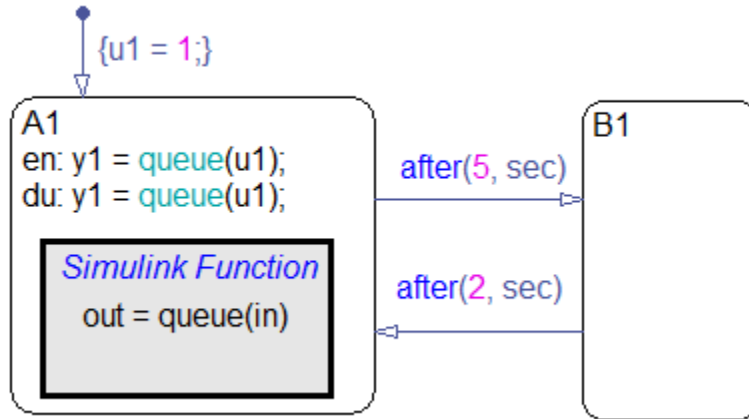 {u1 = 1;}
A1
en: y1 = queue(u1);
du: y1 = queue(u1);
Simulink Function
out = queue(in)
after(5, sec)
after(2, sec)
B1